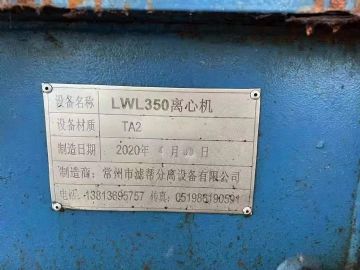 设备名称 LWL350离心机
设备材质 TA2
制造日期 2020年 月 日
制造商：常州市滤帮分离设备有限公司
电话：13813695757 传真：051985190591